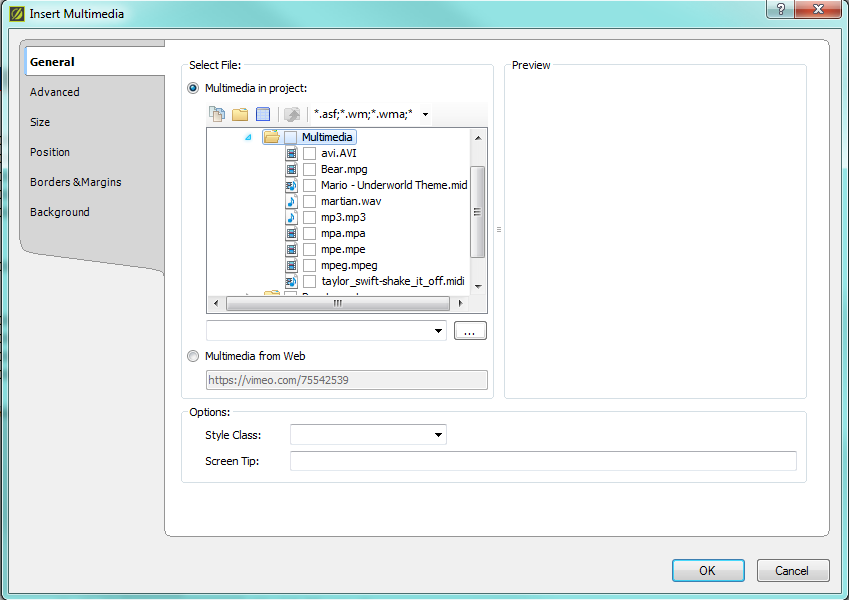 Insert Multimedia
General
Advanced
Size
Position
Borders &Margins
Background
Select File:
Multimedia in project:
*.asf;*.wm;*.wma;*
Multimedia
avi.AVI
Bear.mpg
Mario - Underworld Theme.mid
martian.wav
mp3.mp3
mpa.mpa
mpe.mpe
mpeg.mpeg
taylor_swift-shake_it_off.midi
...
Multimedia from Web
https://vimeo.com/75542539
Preview
Options:
Style Class:
Screen Tip:
OK
Cancel